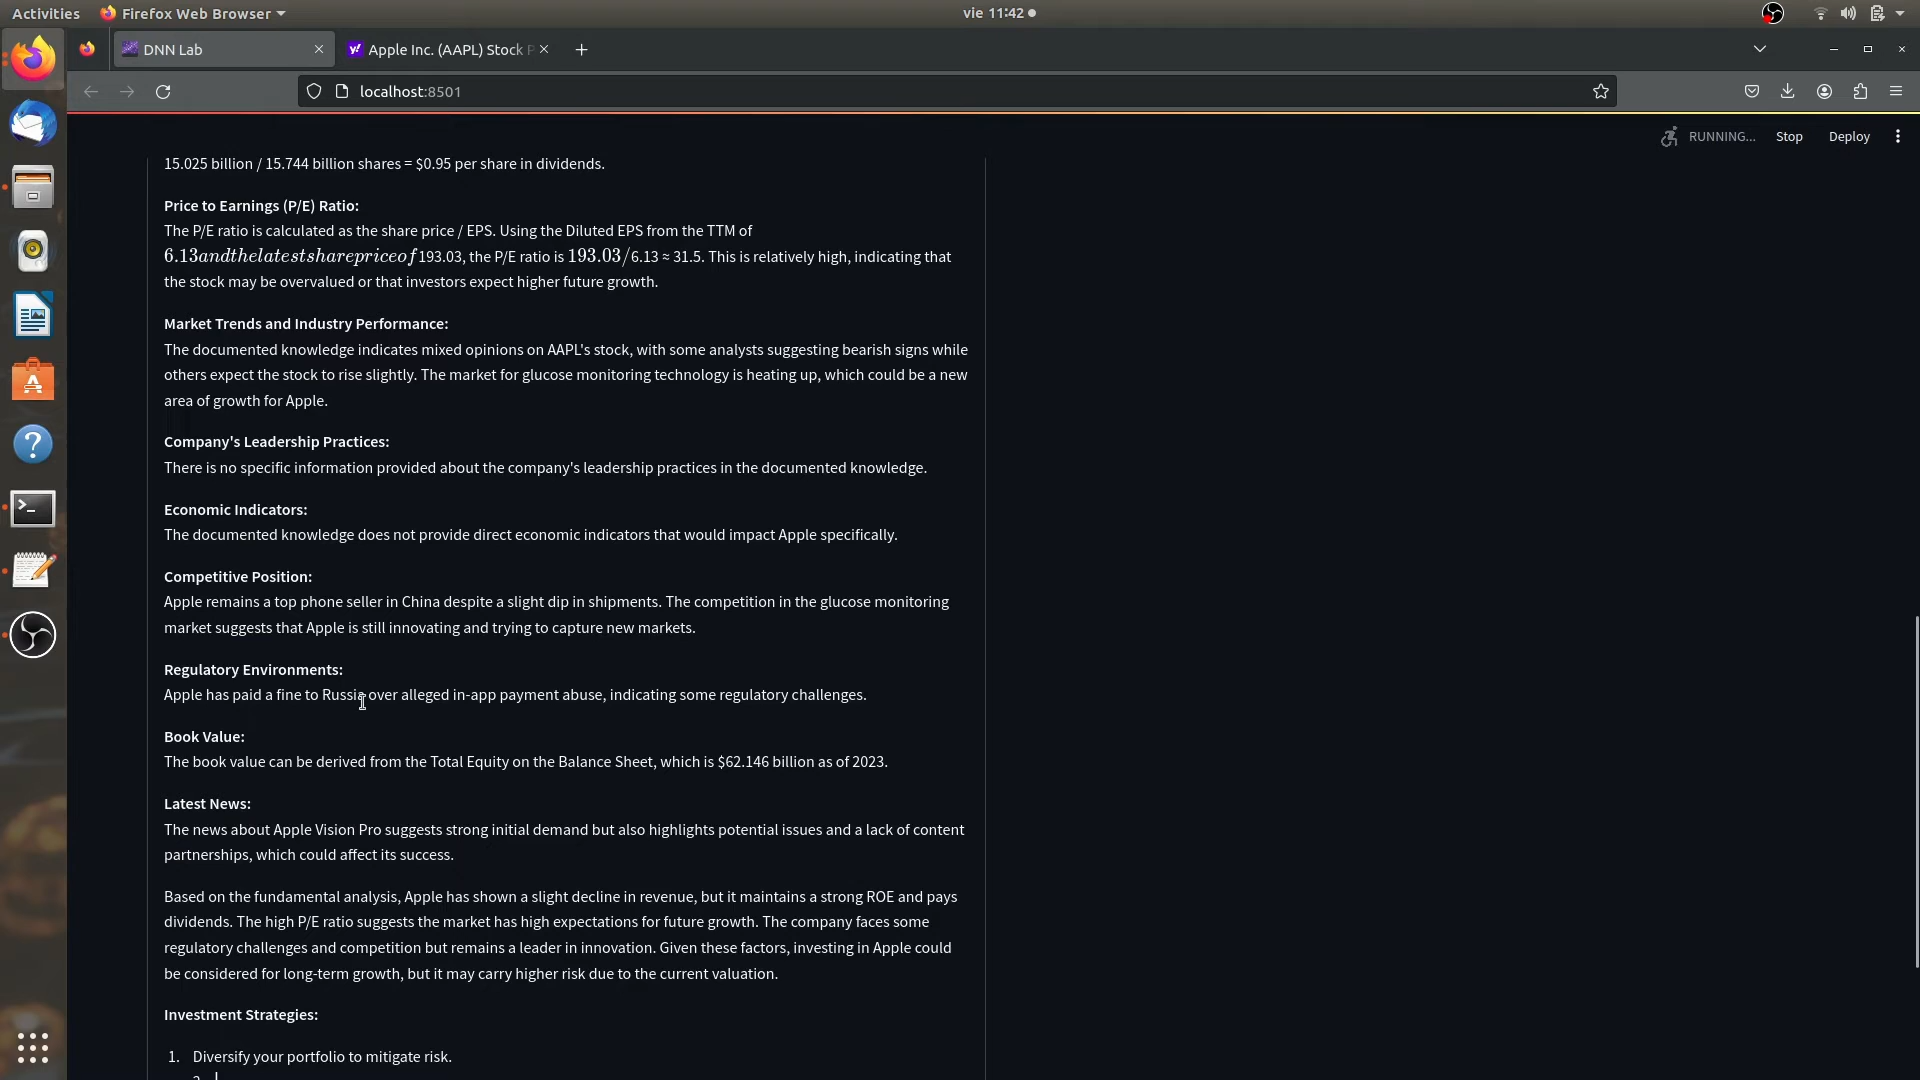 Activities
Firefox Web Browser
vie 11:42
DNN Lab
Apple Inc. (AAPL) Stock P
localhost:8501
RUNNING...
Stop
Deploy
15.025 billion / 15.744 billion shares = $0.95 per share in dividends.
Price to Earnings (P/E) Ratio:
The P/E ratio is calculated as the share price / EPS. Using the Diluted EPS from the TTM of
6.13andthelatestsharepriceof193.03, the P/E ratio is 193.03/6.13 ≈ 31.5. This is relatively high, indicating that
the stock may be overvalued or that investors expect higher future growth.
Market Trends and Industry Performance:
The documented knowledge indicates mixed opinions on AAPL's stock, with some analysts suggesting bearish signs while
others expect the stock to rise slightly. The market for glucose monitoring technology is heating up, which could be a new
area of growth for Apple.
Company's Leadership Practices:
There is no specific information provided about the company's leadership practices in the documented knowledge.
Economic Indicators:
The documented knowledge does not provide direct economic indicators that would impact Apple specifically.
Competitive Position:
Apple remains a top phone seller in China despite a slight dip in shipments. The competition in the glucose monitoring
market suggests that Apple is still innovating and trying to capture new markets.
Regulatory Environments:
Apple has paid a fine to Russia over alleged in-app payment abuse, indicating some regulatory challenges.
Book Value:
The book value can be derived from the Total Equity on the Balance Sheet, which is $62.146 billion as of 2023.
Latest News:
The news about Apple Vision Pro suggests strong initial demand but also highlights potential issues and a lack of content
partnerships, which could affect its success.
Based on the fundamental analysis, Apple has shown a slight decline in revenue, but it maintains a strong ROE and pays
dividends. The high P/E ratio suggests the market has high expectations for future growth. The company faces some
regulatory challenges and competition but remains a leader in innovation. Given these factors, investing in Apple could
be considered for long-term growth, but it may carry higher risk due to the current valuation.
Investment Strategies:
1. Diversify your portfolio to mitigate risk.